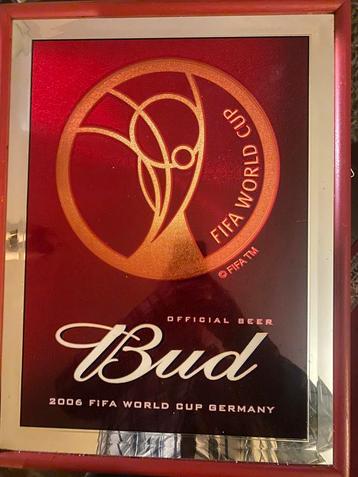 FIFA WORLD CUP
© FIFA TM
OFFICIAL BEER
Bud
2006 FIFA WORLD CUP GERMANY